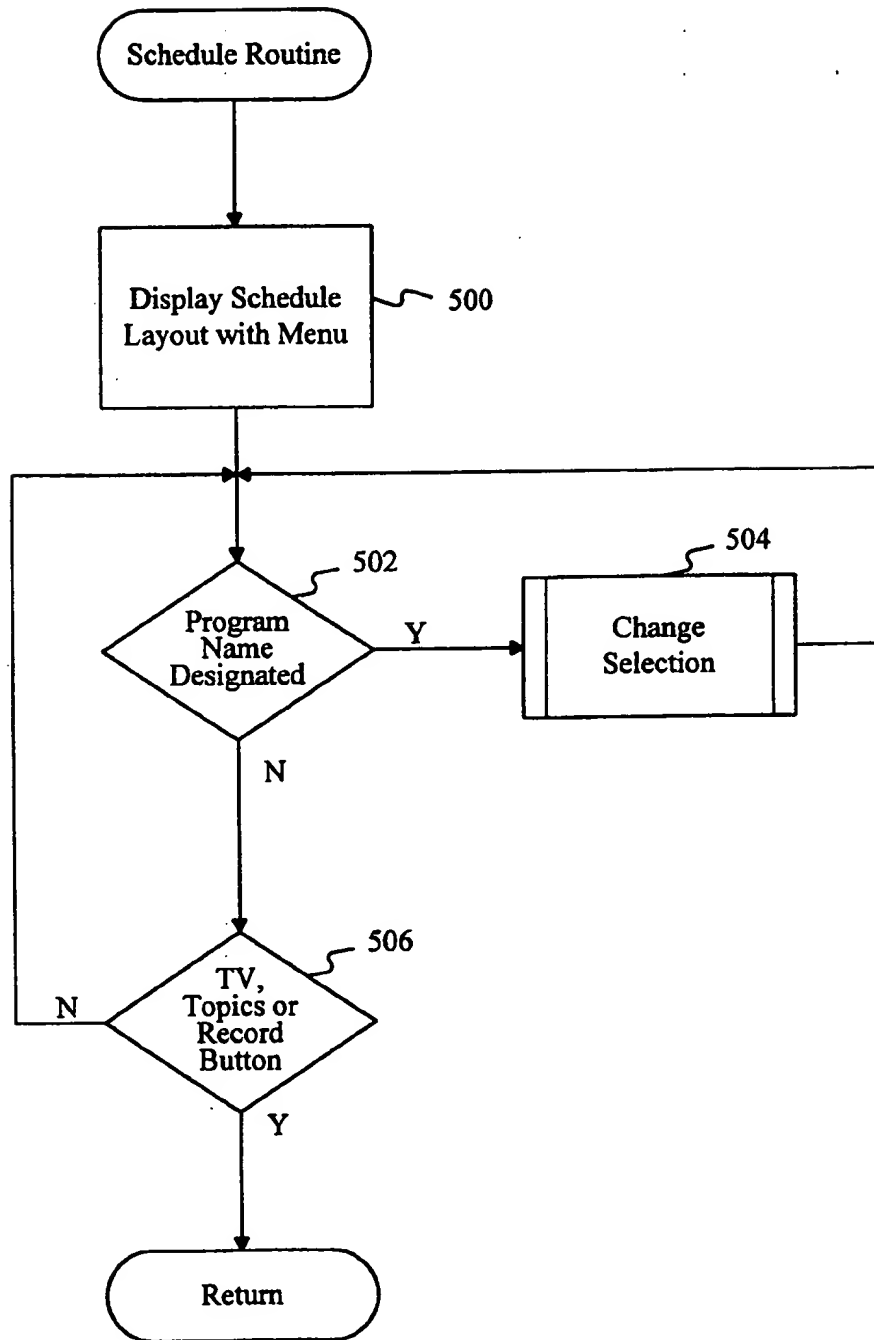 Schedule Routine
Display Schedule
Layout with Menu
500
502
Program
Name
Designated
Y
504
Change
Selection
N
506
TV,
Topics or
Record
Button
N
Y
Return